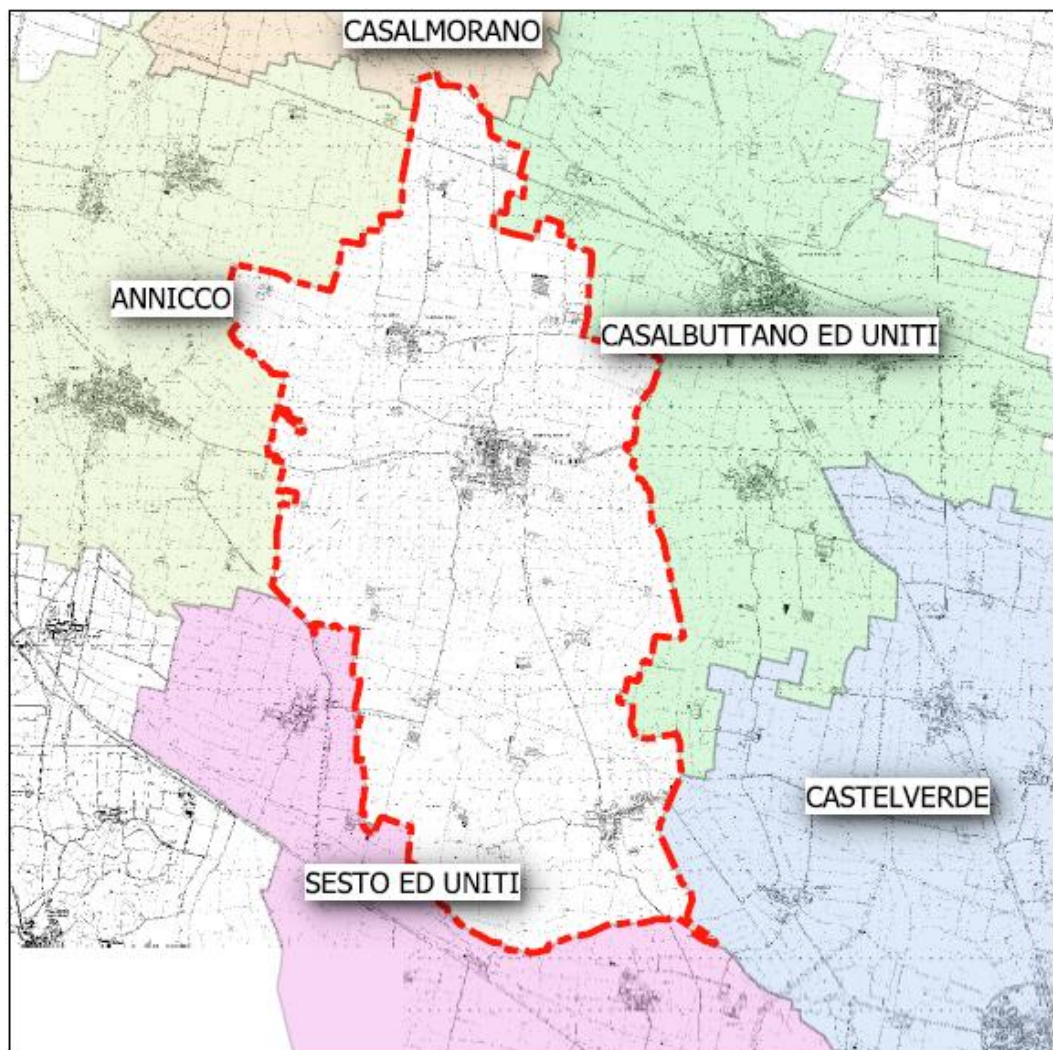 CASALMORANO
ANNICCO
CASALBUTTANO ED UNITI
CASTELVERDE
SESTO ED UNITI